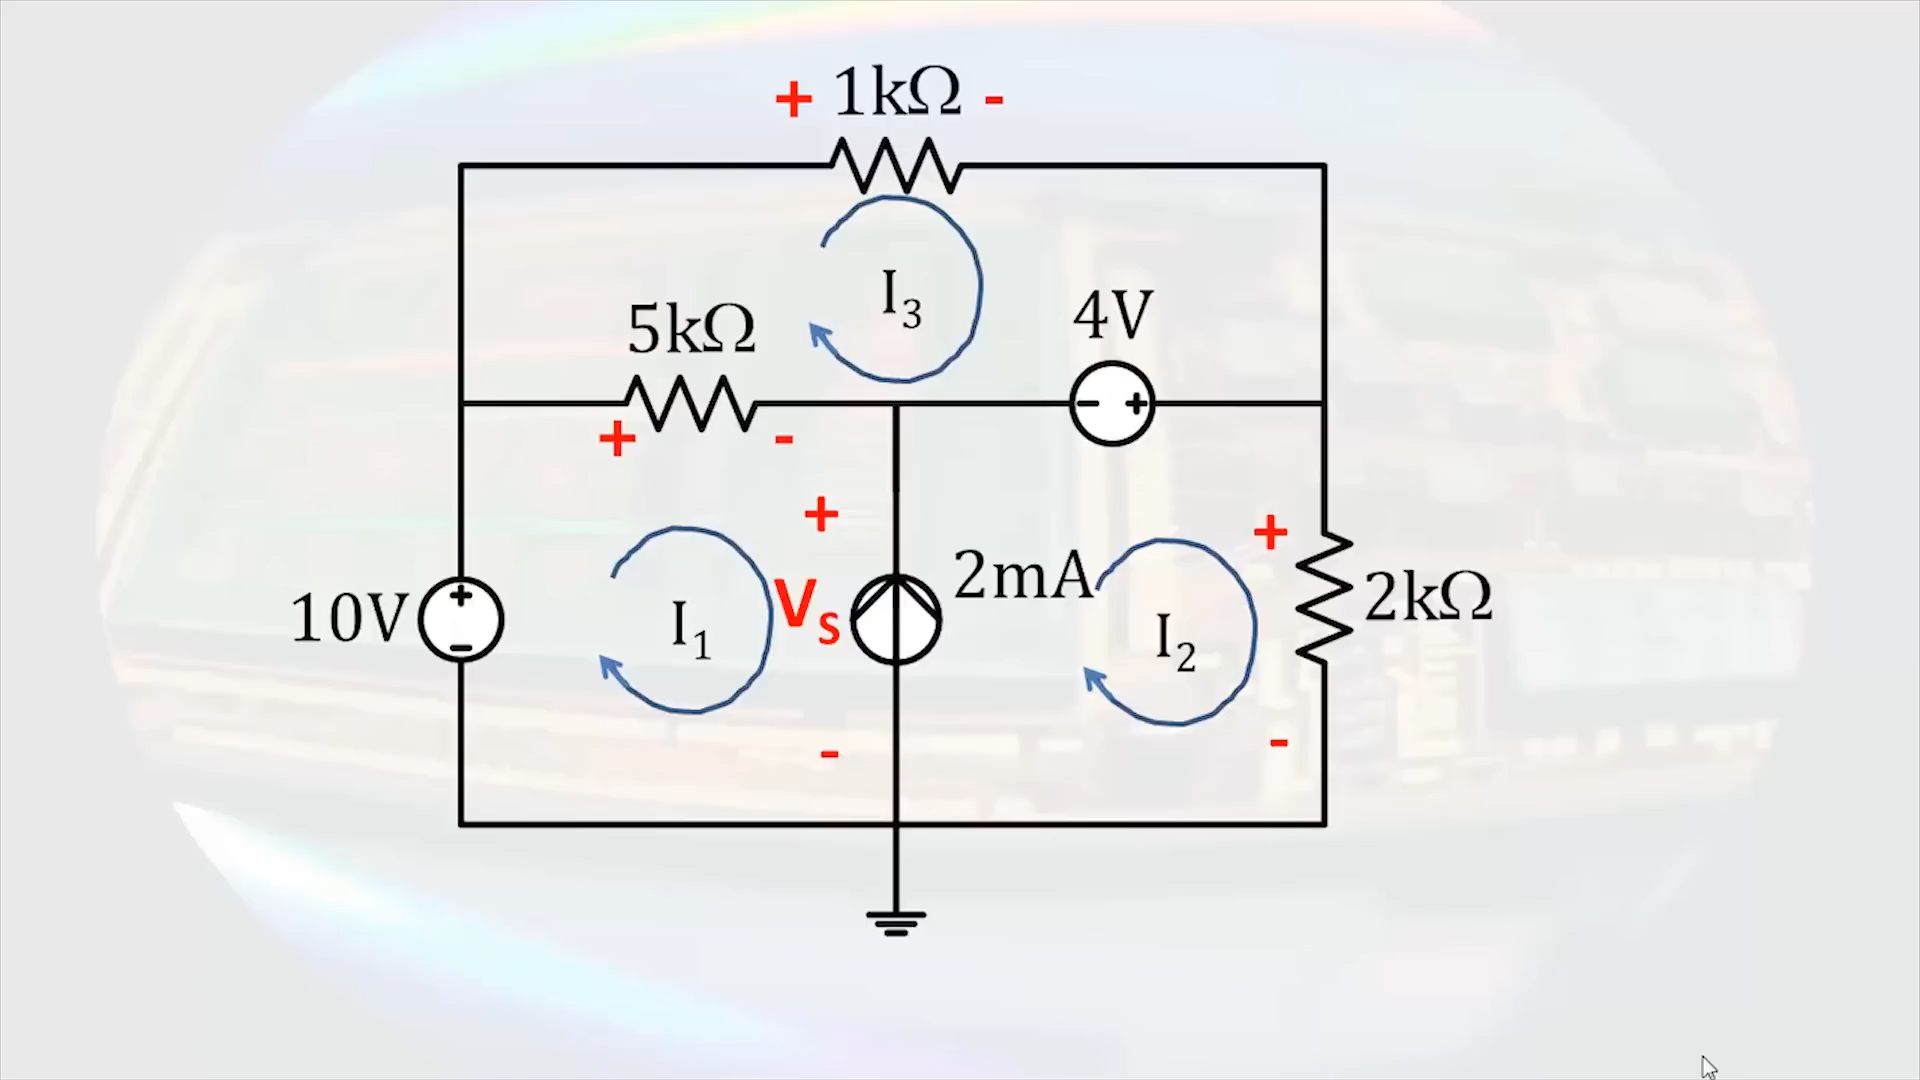 + 1kΩ -
I₃
5kΩ
4V
+ -
- +
+
10V
+
-
I₁
Vₛ
2mA
I₂
+
2kΩ
-
-